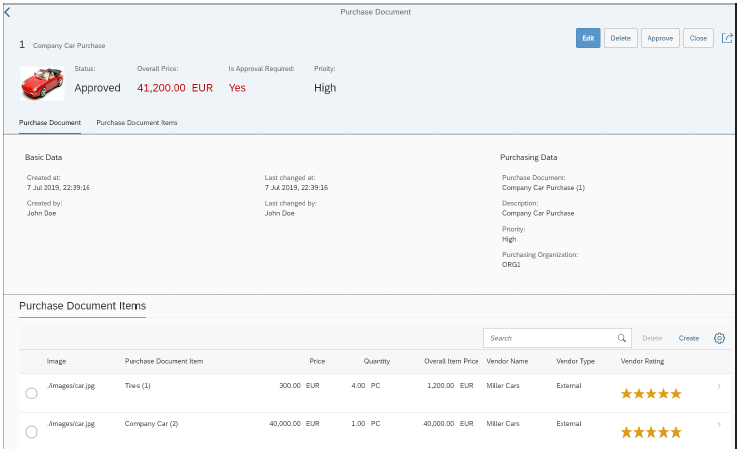 Purchase Document
1 Company Car Purchase
Edit Delete Approve Close
Status: Overall Price: Is Approval Required: Prioity:
Approved 41,200.00 EUR Yes High
Purchase Document Purchase Document Items
Basic Data Purchasing Data
Created at: Last changed at: Purchase Document:
7 Jul 2019, 22:39:16 7 Jul 2019, 22:39:16 Company Car Purchase (1)
Created by: Last changed by: Description:
John Doe John Doe Company Car Purchase
Priority:
High
Purchasing Organization:
ORG1
Purchase Document Items
Search Delete Create
Image Purchase Document Item Price Quantity Overall Item Price Vendor Name Vendor Type Vendor Rating
./images/car.jpg Tires (1) 300.00 EUR 4.00 PC 1,200.00 EUR Miller Cars External
./images/car.jpg Company Car (2) 40,000.00 EUR 1.00 PC 40,000.00 EUR Miller Cars External